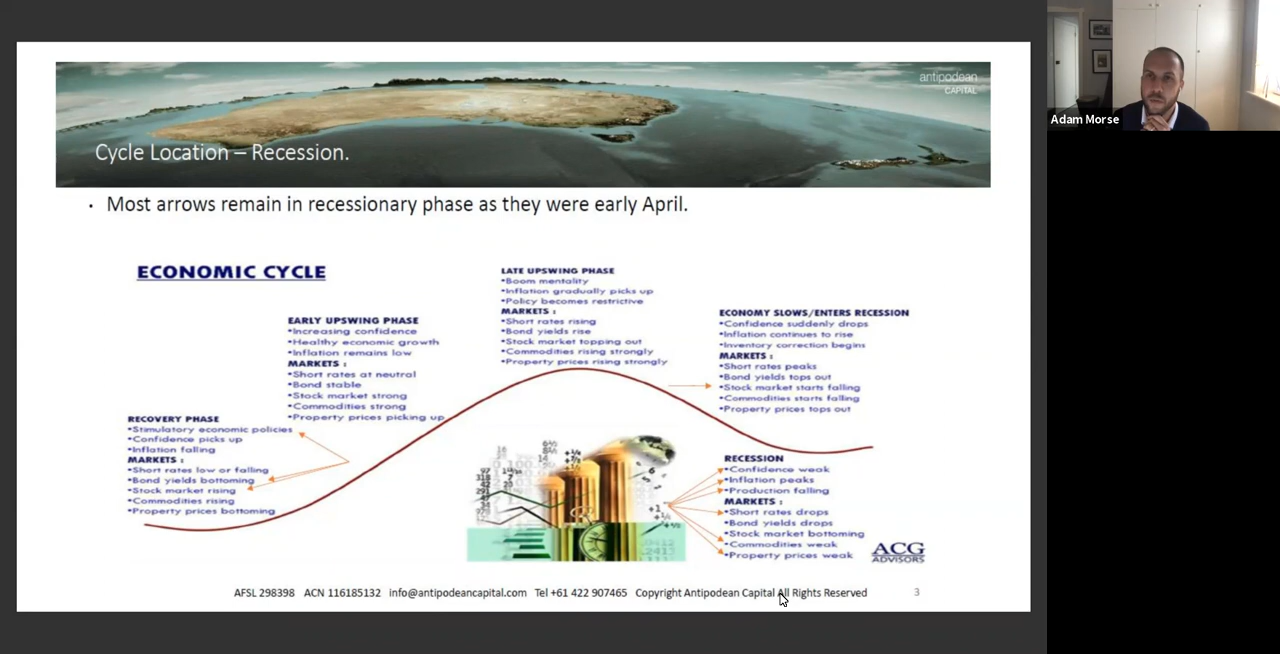 antipodean
CAPITAL
Cycle Location – Recession.
• Most arrows remain in recessionary phase as they were early April.
ECONOMIC CYCLE
RECOVERY PHASE
•Stimulatory economic policies
•Confidence picks up
•Inflation falling
MARKETS :
•Short rates low or falling
•Bond yields bottoming
•Stock market rising
•Commodities rising
•Property prices bottoming
EARLY UPSWING PHASE
•Increasing confidence
•Healthy economic growth
•Inflation remains low
MARKETS :
•Short rates at neutral
•Bond stable
•Stock market strong
•Commodities strong
•Property prices picking up
LATE UPSWING PHASE
•Boom mentality
•Inflation gradually picks up
•Policy becomes restrictive
MARKETS :
•Short rates rising
•Bond yields rise
•Stock market topping out
•Commodities rising strongly
•Property prices rising strongly
ECONOMY SLOWS/ENTERS RECESSION
•Confidence suddenly drops
•Inflation continues to rise
•Inventory correction begins
MARKETS :
•Short rates peaks
•Bond yields tops out
•Stock market starts falling
•Commodities starts falling
•Property prices tops out
RECESSION
•Confidence weak
•Inflation peaks
•Production falling
MARKETS :
•Short rates drops
•Bond yields drops
•Stock market bottoming
•Commodities weak
•Property prices weak
ACG
ADVISORS
AFSL 298398 ACN 116185132 info@antipodeancapital.com Tel +61 422 907465 Copyright Antipodean Capital All Rights Reserved
3
Adam Morse